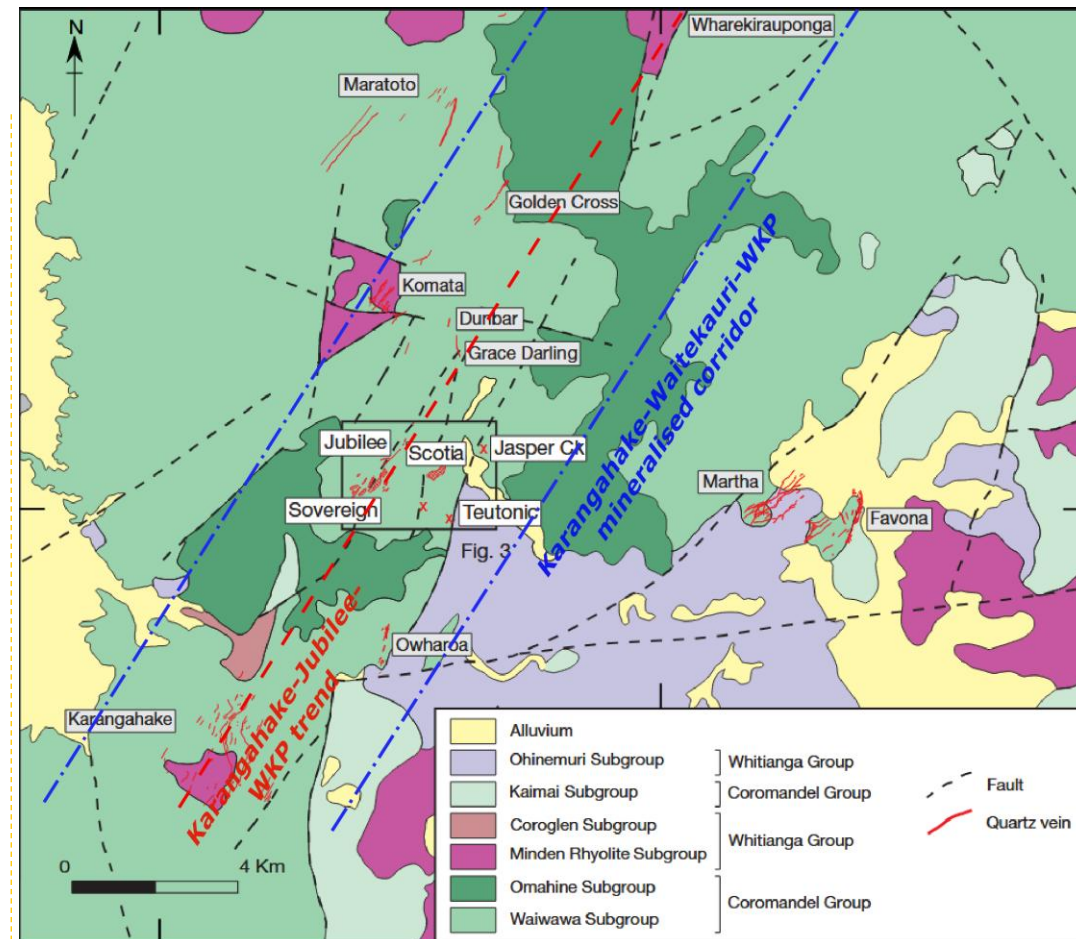 N
Wharekirauponga
Maratoto
Golden Cross
Komata
Dunbar
Grace Darling
Karangahake-Waitekauri-WKP
mineralised corridor
Jubilee
Scotia
Jasper Ck
Sovereign
Teutonic
Fig. 3
Martha
Favona
Owharoa
Karangahake
Karangahake-Jubilee-
WKP trend
0 4 Km
Alluvium
Ohinemuri Subgroup
Whitianga Group
Kaimai Subgroup
Coromandel Group
Coroglen Subgroup
Minden Rhyolite Subgroup
Whitianga Group
Omahine Subgroup
Waiwawa Subgroup
Coromandel Group
Fault
Quartz vein